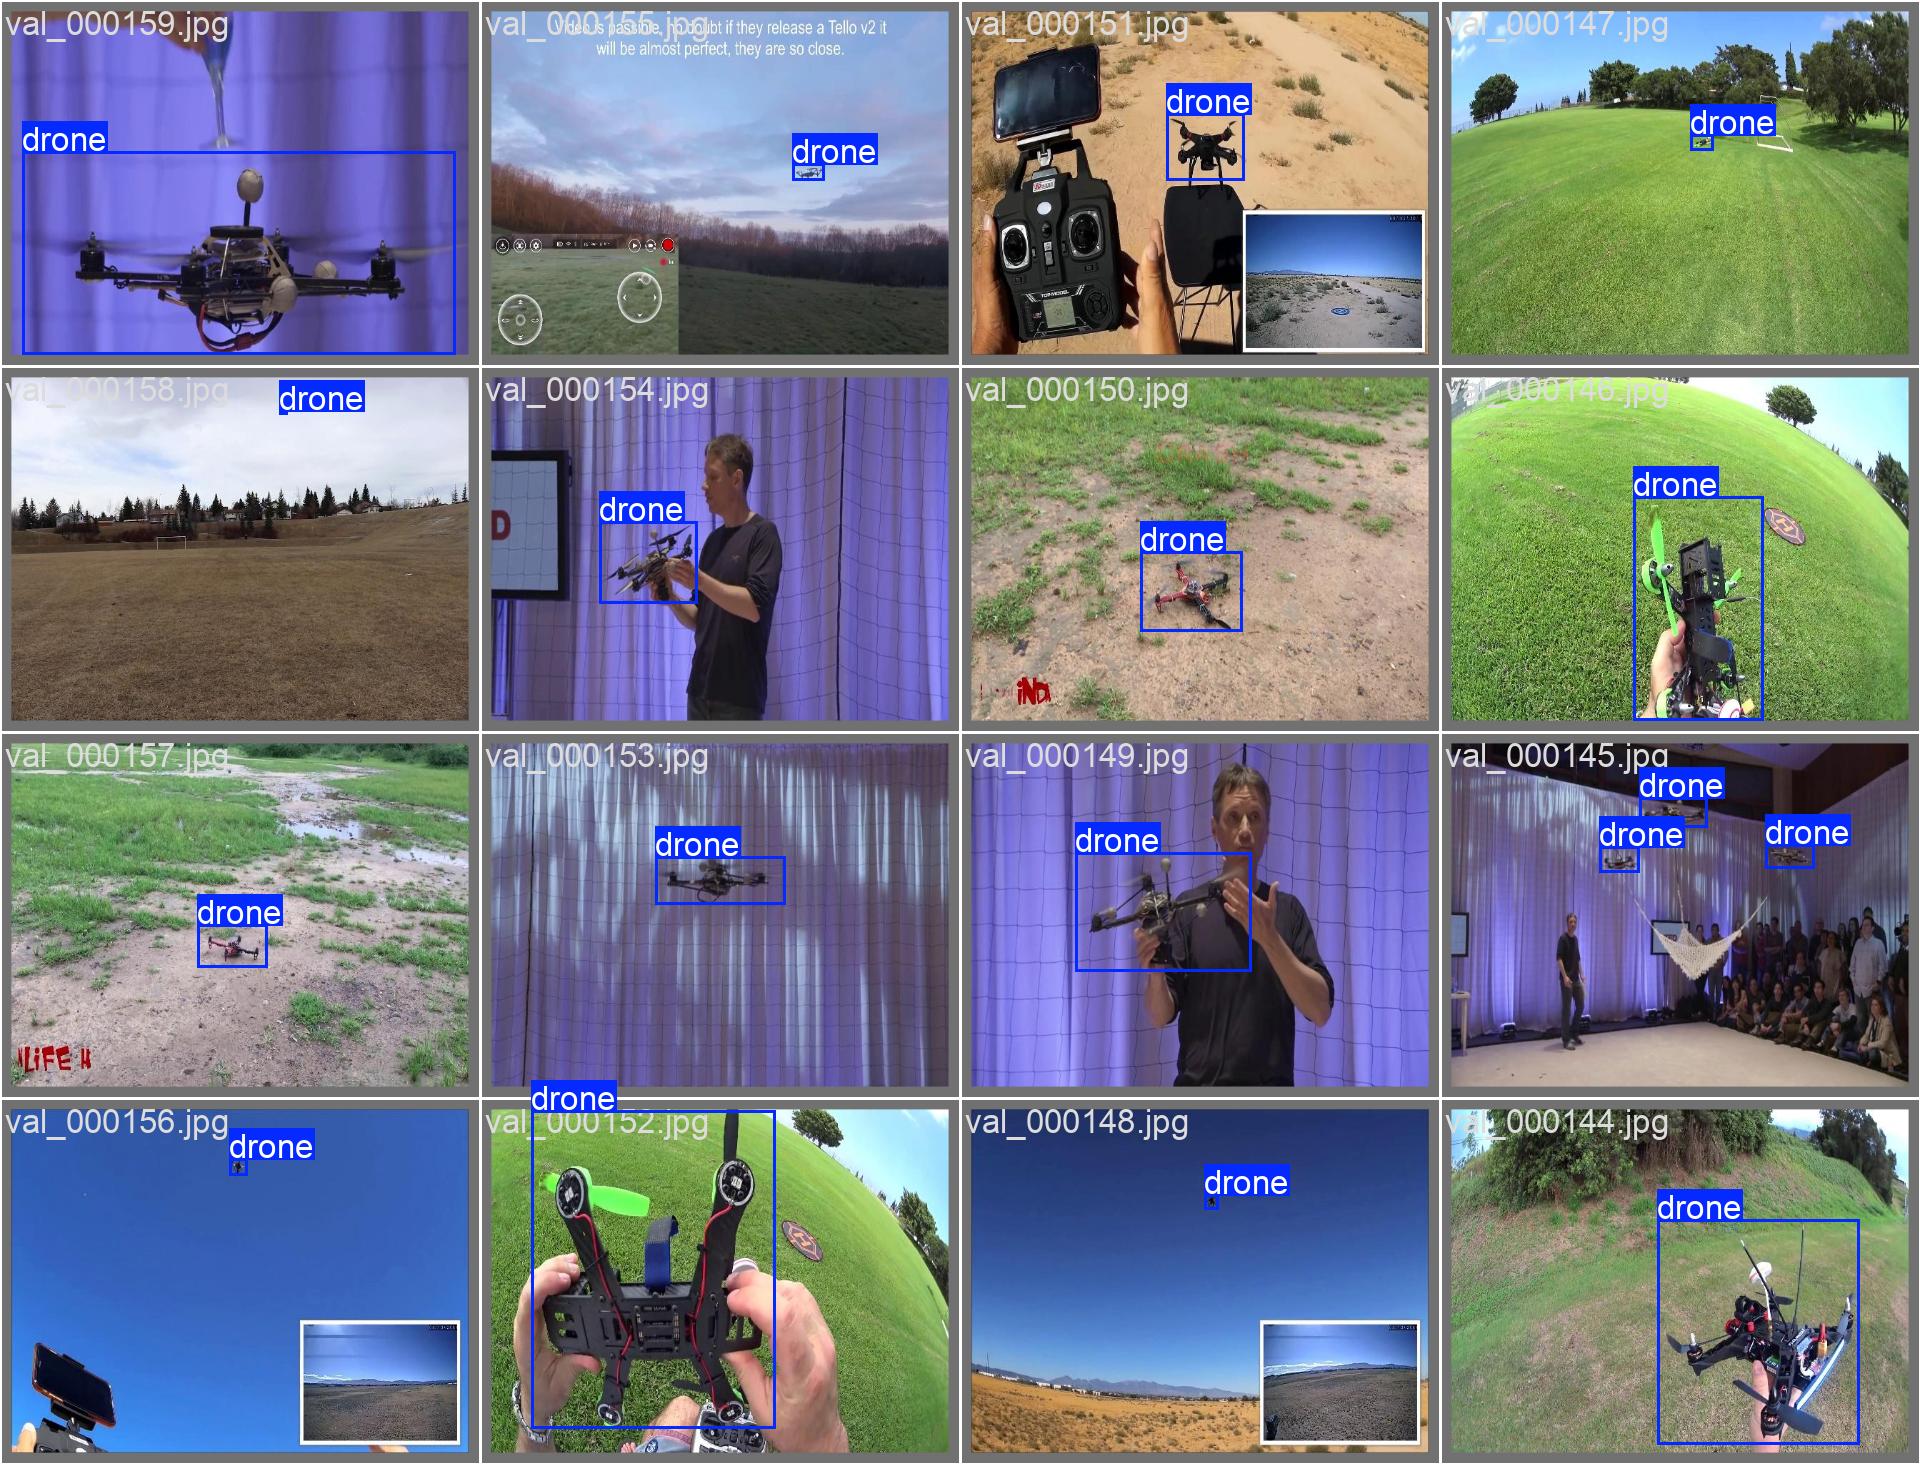 val_000159.jpg
drone
val_000155.jpg
Video is passible, no doubt if they release a Tello v2 it
will be almost perfect, they are so close.
drone
val_000151.jpg
drone
val_000147.jpg
drone
val_000158.jpg
drone
val_000154.jpg
D
drone
val_000150.jpg
drone
iND
val_000146.jpg
drone
H
val_000157.jpg
drone
LiFE H
val_000153.jpg
drone
val_000149.jpg
drone
val_000145.jpg
drone
drone
drone
val_000156.jpg
drone
val_000152.jpg
drone
H
val_000148.jpg
drone
val_000144.jpg
drone